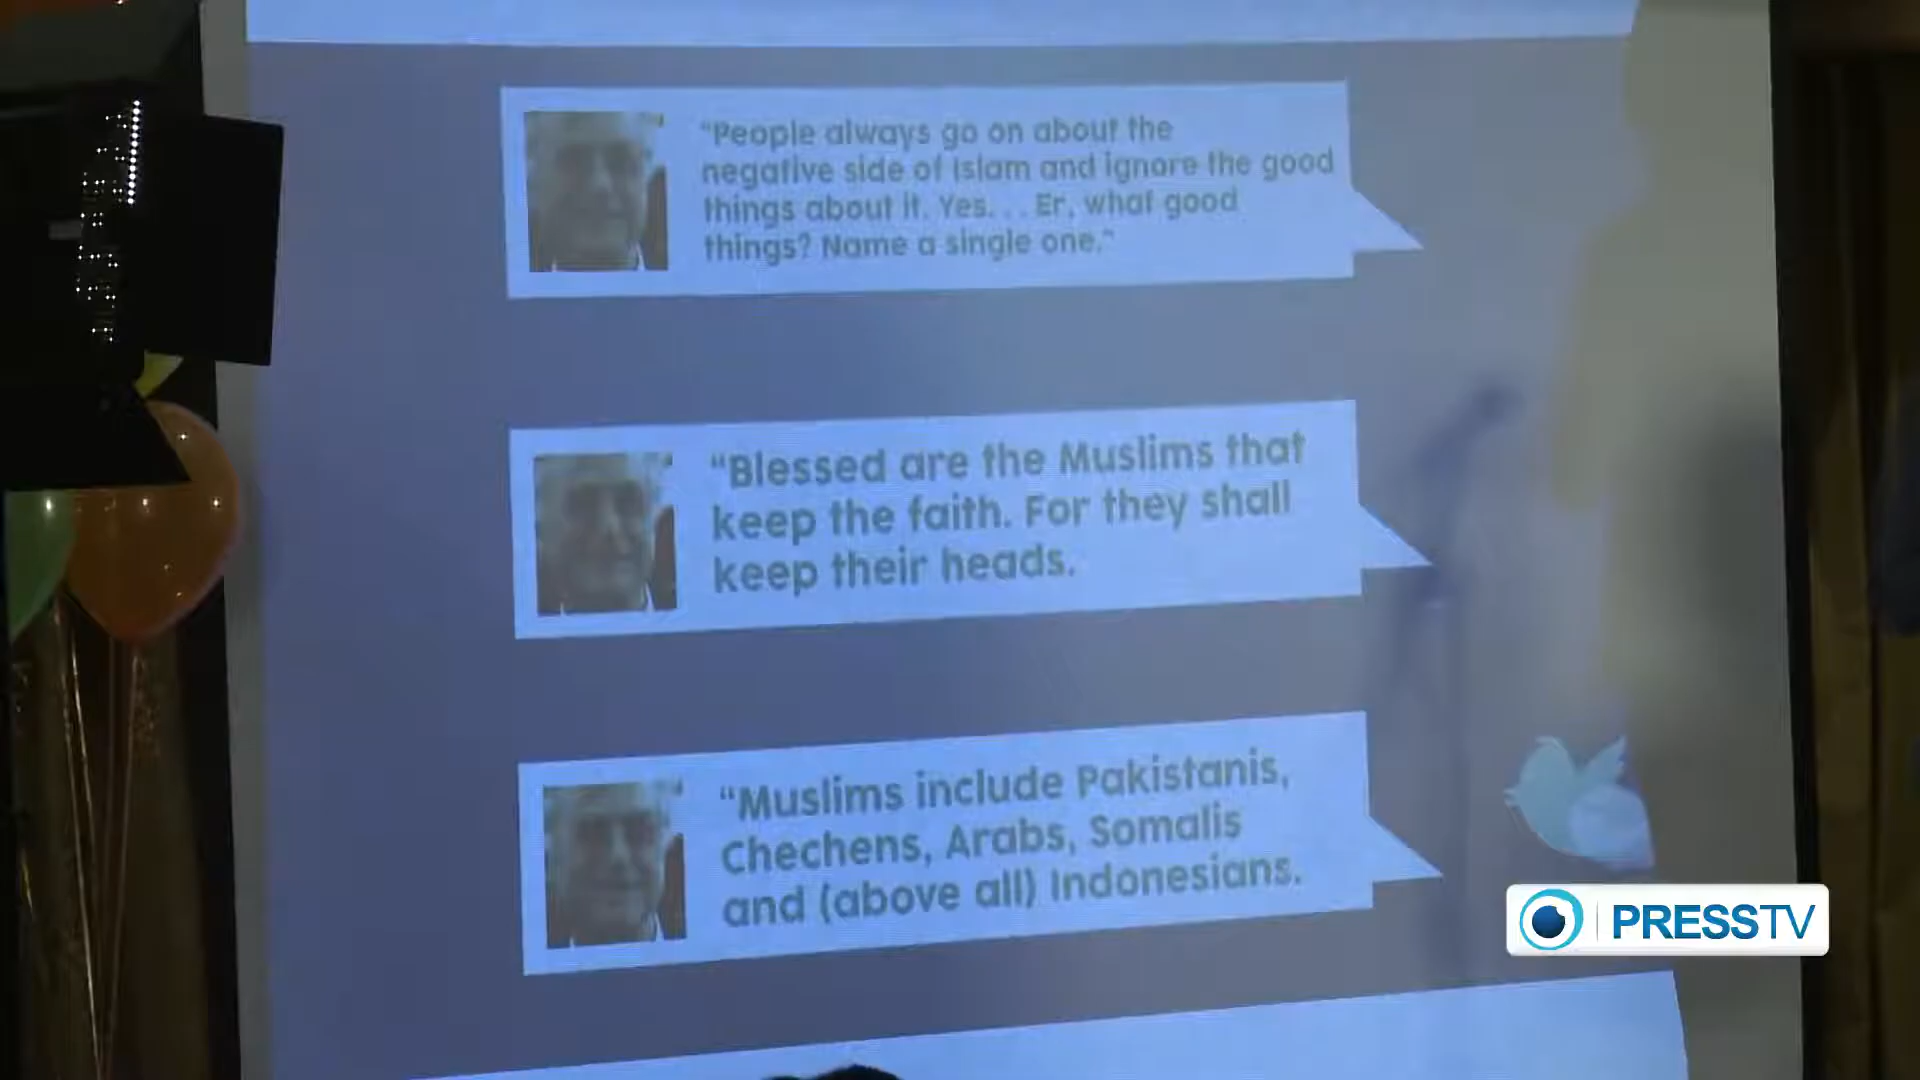 "People always go on about the
negative side of Islam and ignore the good
things about it. Yes. . . Er, what good
things? Name a single one."
"Blessed are the Muslims that
keep the faith. For they shall
keep their heads.
"Muslims include Pakistanis,
Chechens, Arabs, Somalis
and (above all) Indonesians.
PRESSTV